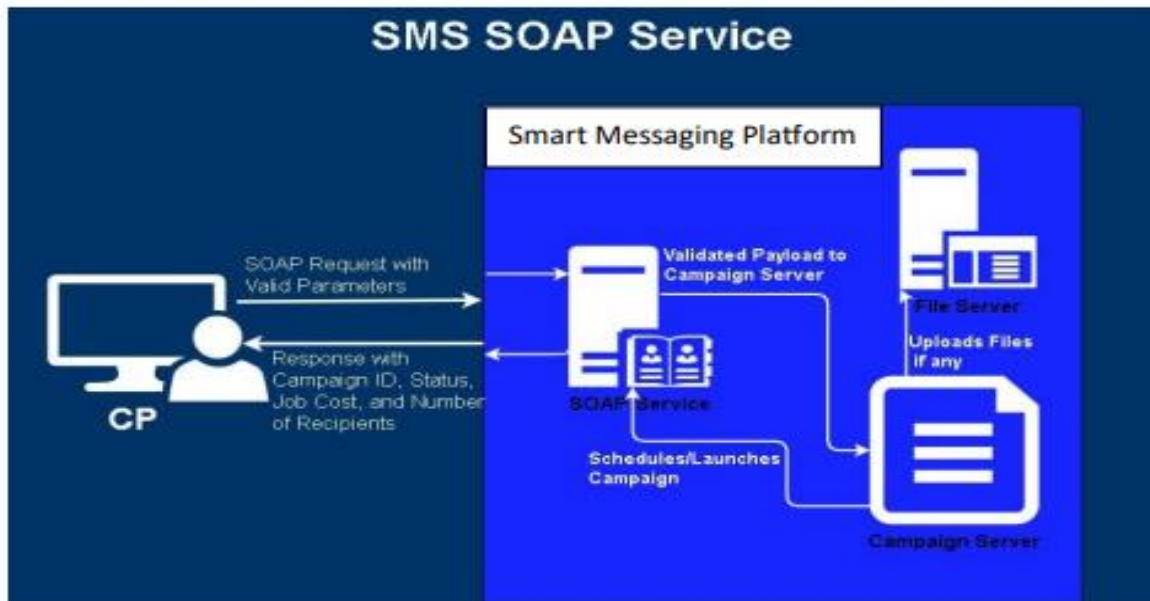 SMS SOAP Service
Smart Messaging Platform
SOAP Request with
Valid Parameters
Validated Payload to
Campaign Server
File Server
Uploads Files
if any
Response with
Campaign ID, Status,
Job Cost, and Number
of Recipients
CP
SOAP Service
Schedules/Launches
Campaign
Campaign Server